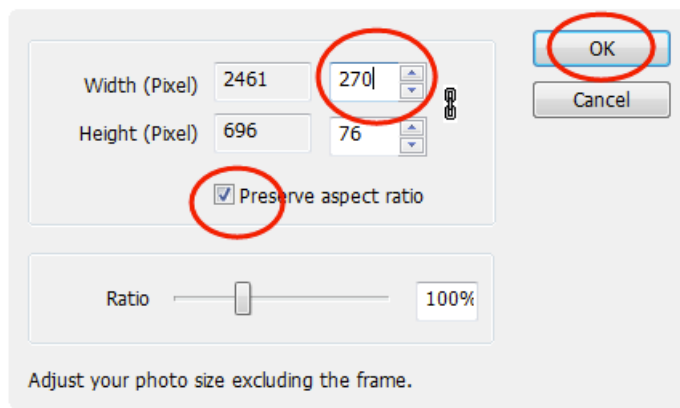 OK
Width (Pixel) 2461 270
Cancel
Height (Pixel) 696 76
Preserve aspect ratio
Ratio 100%
Adjust your photo size excluding the frame.